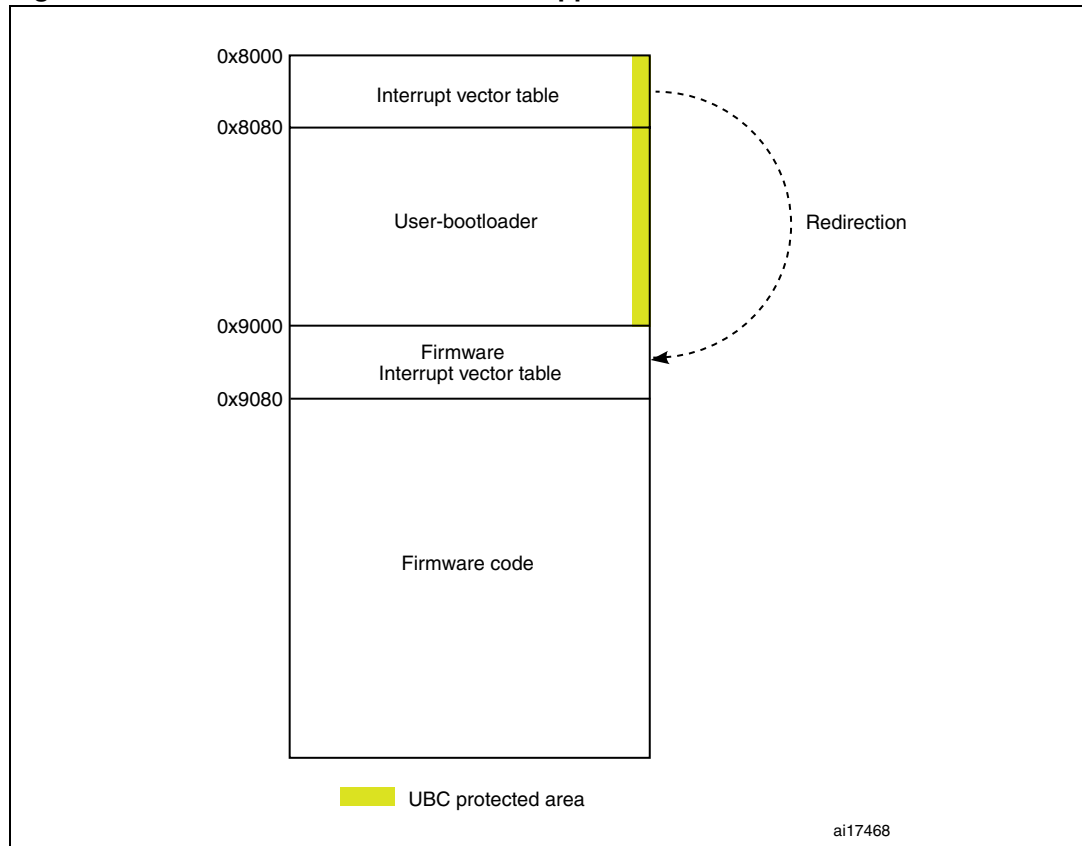 0x8000
Interrupt vector table
0x8080
User-bootloader
Redirection
0x9000
Firmware
Interrupt vector table
0x9080
Firmware code
UBC protected area
ai17468